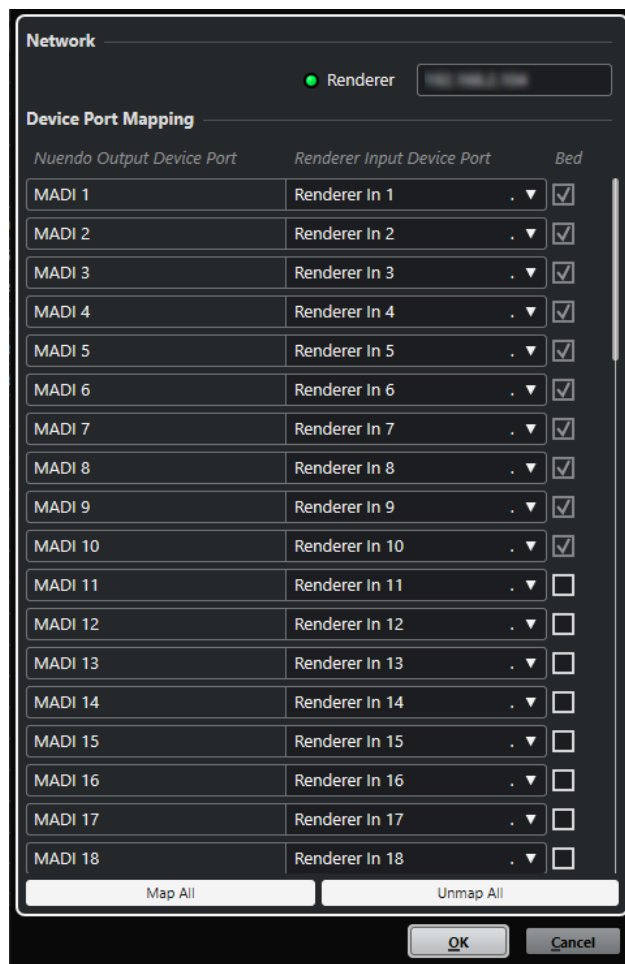 Network
Renderer
Device Port Mapping
Nuendo Output Device Port Renderer Input Device Port Bed
MADI 1 Renderer In 1 .
MADI 2 Renderer In 2 .
MADI 3 Renderer In 3 .
MADI 4 Renderer In 4 .
MADI 5 Renderer In 5 .
MADI 6 Renderer In 6 .
MADI 7 Renderer In 7 .
MADI 8 Renderer In 8 .
MADI 9 Renderer In 9 .
MADI 10 Renderer In 10 .
MADI 11 Renderer In 11 .
MADI 12 Renderer In 12 .
MADI 13 Renderer In 13 .
MADI 14 Renderer In 14 .
MADI 15 Renderer In 15 .
MADI 16 Renderer In 16 .
MADI 17 Renderer In 17 .
MADI 18 Renderer In 18 .
Map All Unmap All
OK Cancel